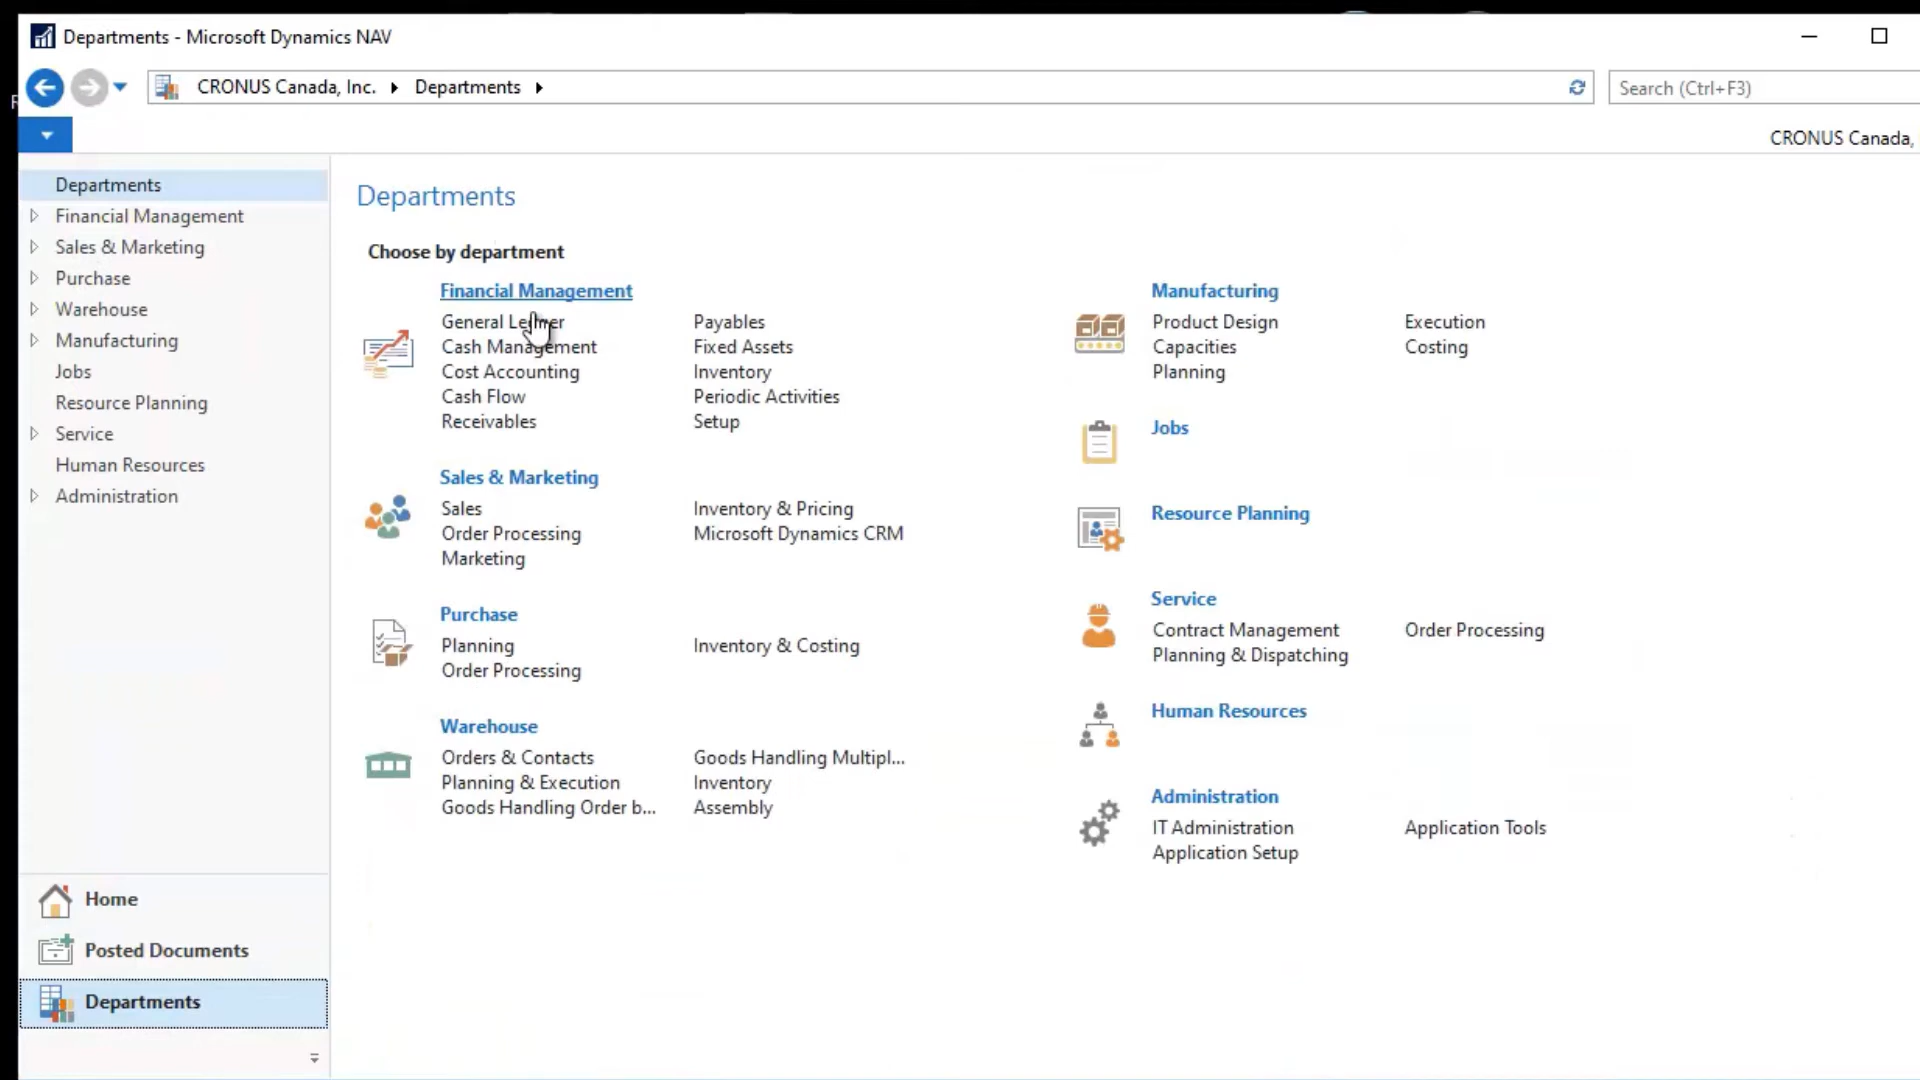 Departments - Microsoft Dynamics NAV
CRONUS Canada, Inc. Departments
Search (Ctrl+F3)
CRONUS Canada,
Departments
Financial Management
Sales & Marketing
Purchase
Warehouse
Manufacturing
Jobs
Resource Planning
Service
Human Resources
Administration
Home
Posted Documents
Departments
Departments
Choose by department
Financial Management
General
Cash Management
Cost Accounting
Cash Flow
Receivables
Payables
Fixed Assets
Inventory
Periodic Activities
Setup
Sales & Marketing
Sales
Order Processing
Marketing
Inventory & Pricing
Microsoft Dynamics CRM
Purchase
Planning
Order Processing
Inventory & Costing
Warehouse
Orders & Contacts
Planning & Execution
Goods Handling Order b...
Goods Handling Multipl...
Inventory
Assembly
Manufacturing
Product Design
Capacities
Planning
Execution
Costing
Jobs
Resource Planning
Service
Contract Management
Planning & Dispatching
Order Processing
Human Resources
Administration
IT Administration
Application Setup
Application Tools